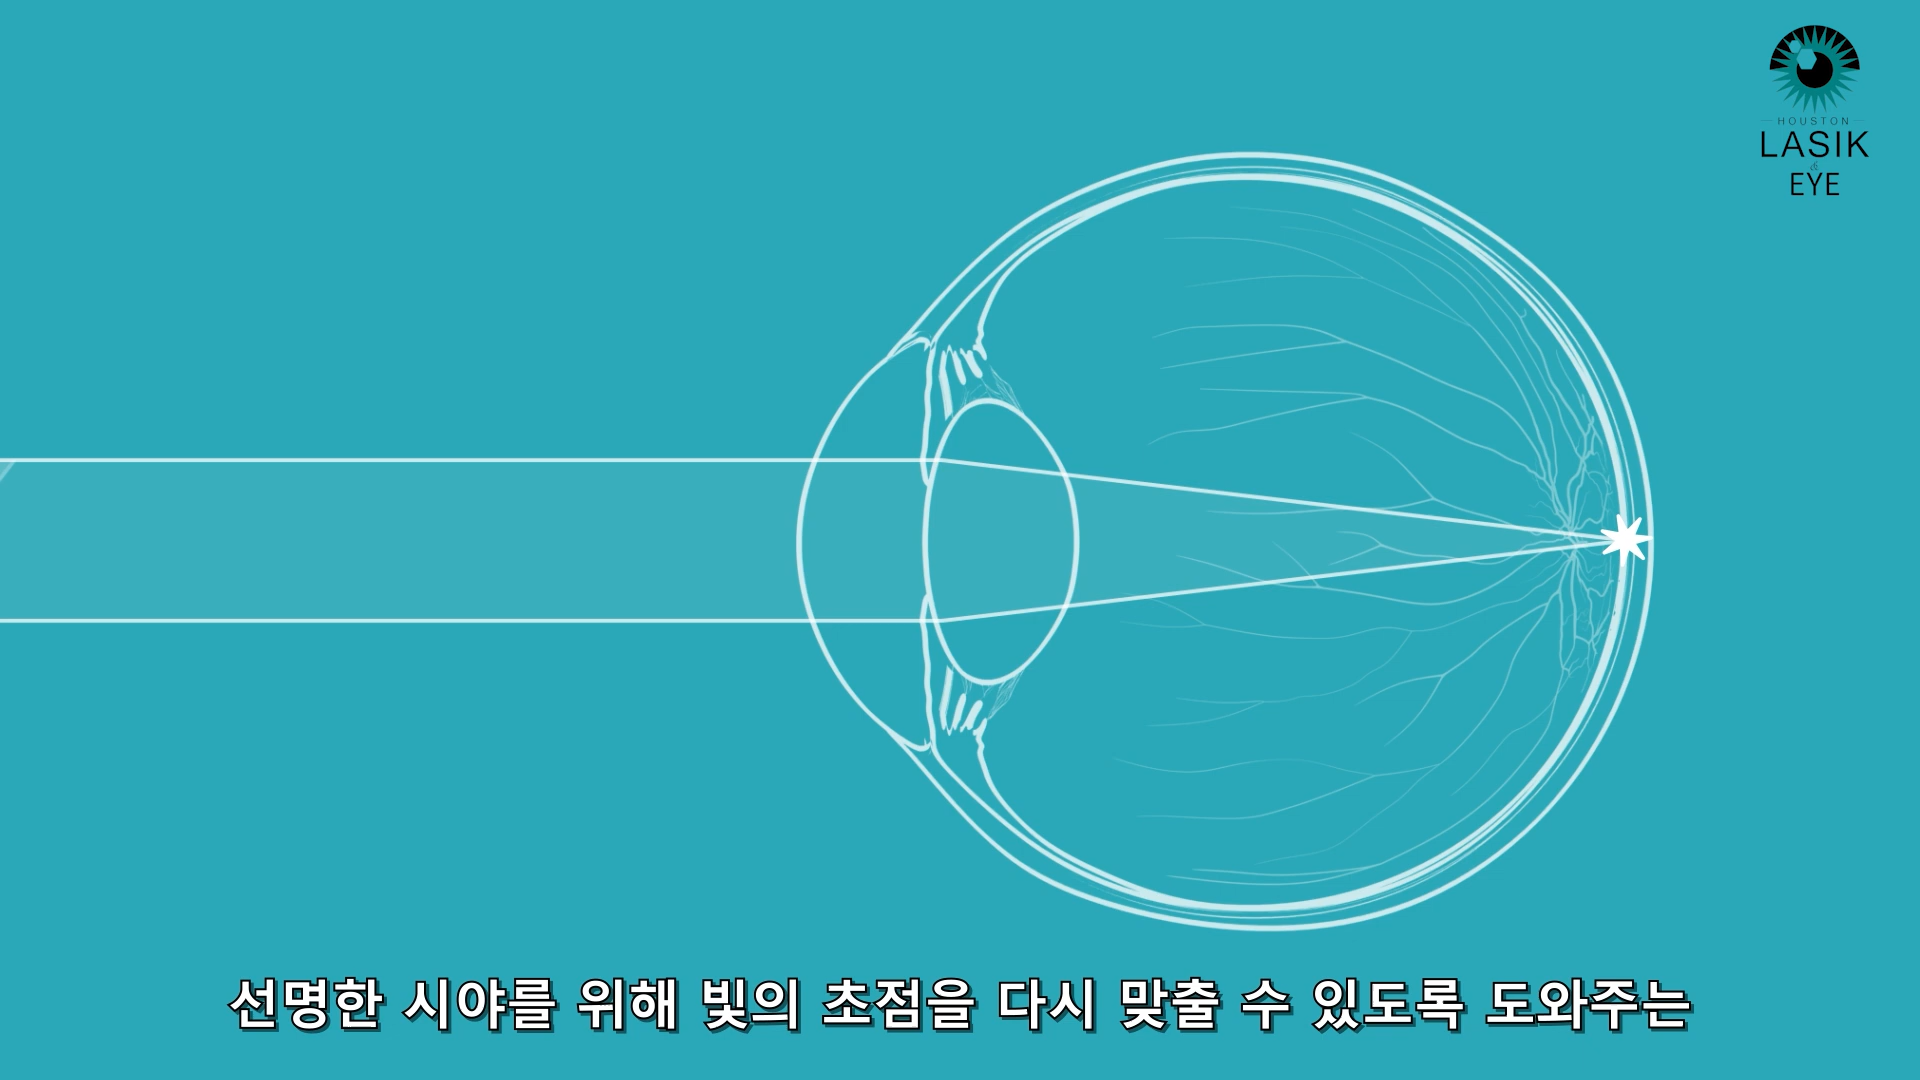 HOUSTON
LASIK
&
EYE
선명한 시야를 위해 빛의 초점을 다시 맞출 수 있도록 도와주는